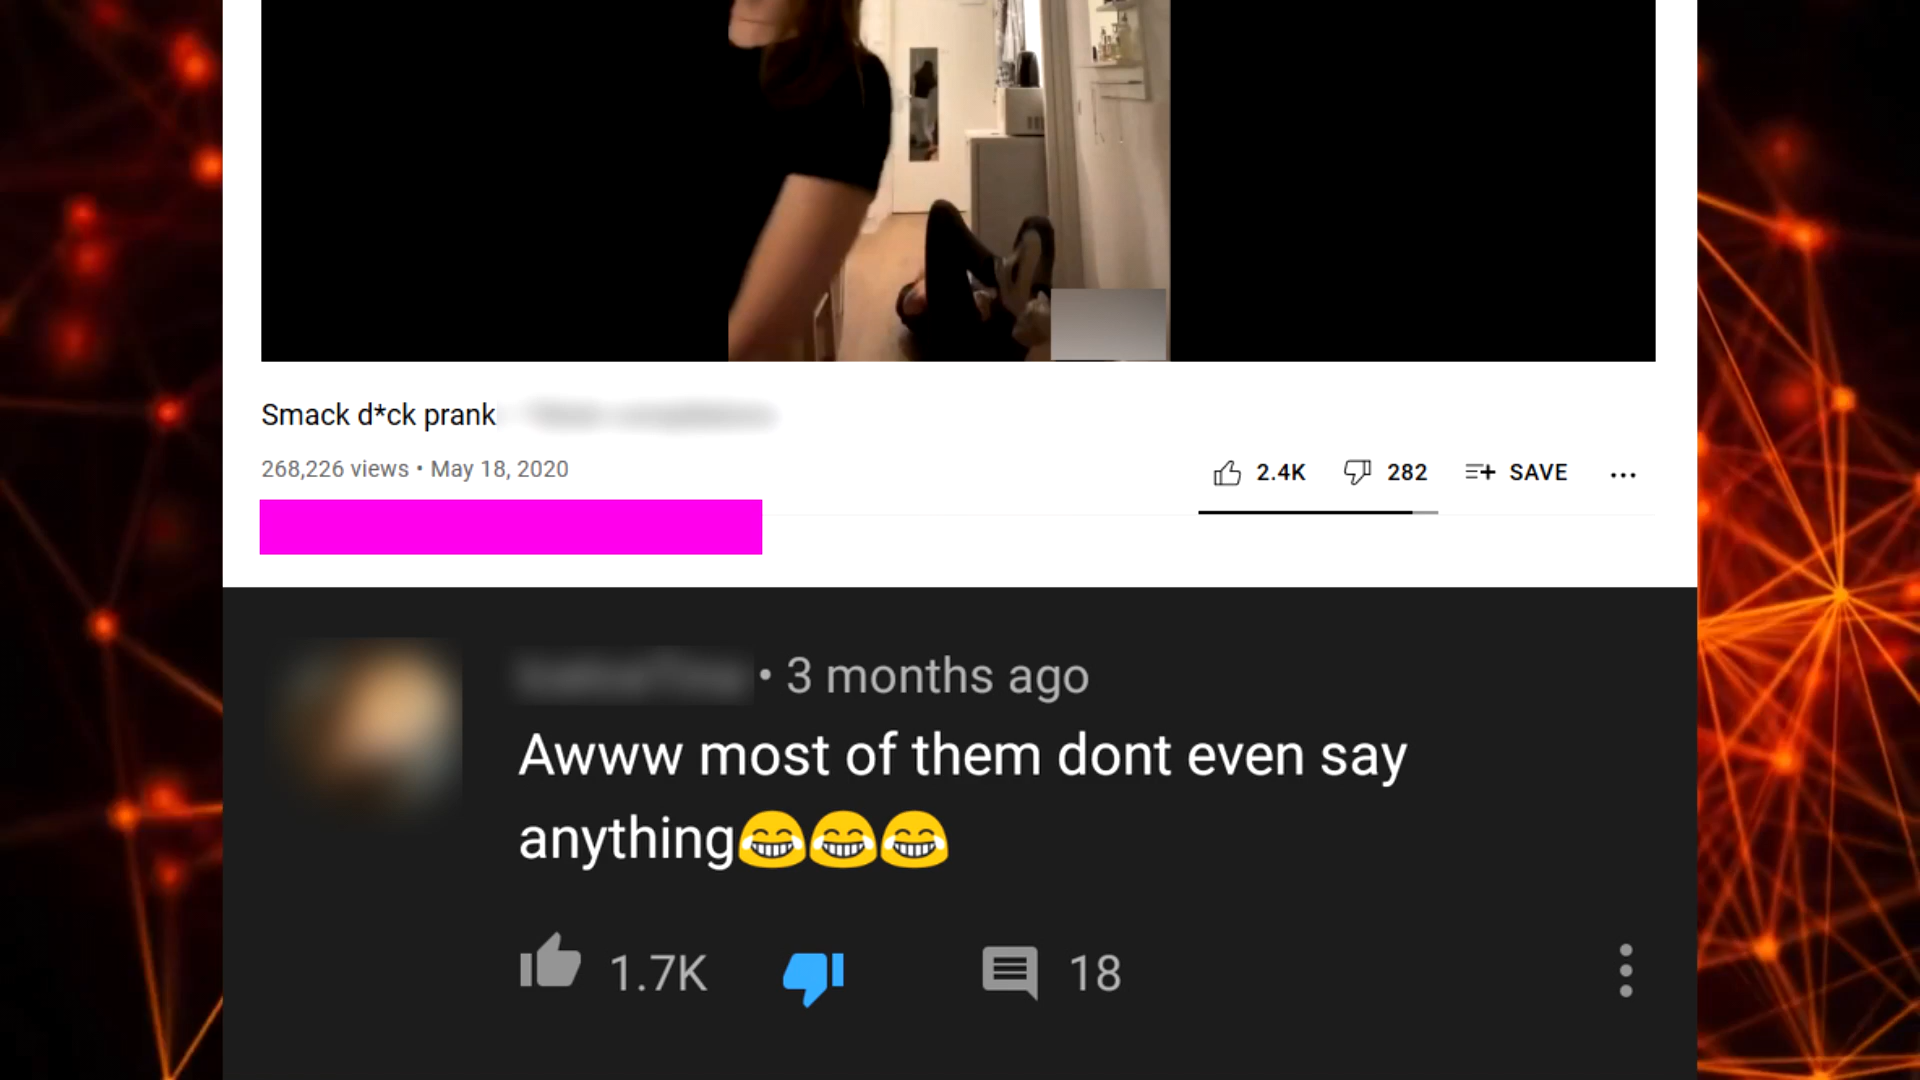 Smack d*ck prank
268,226 views • May 18, 2020
2.4K 282 SAVE
• 3 months ago
Awww most of them dont even say
anything😂😂😂
1.7K 18